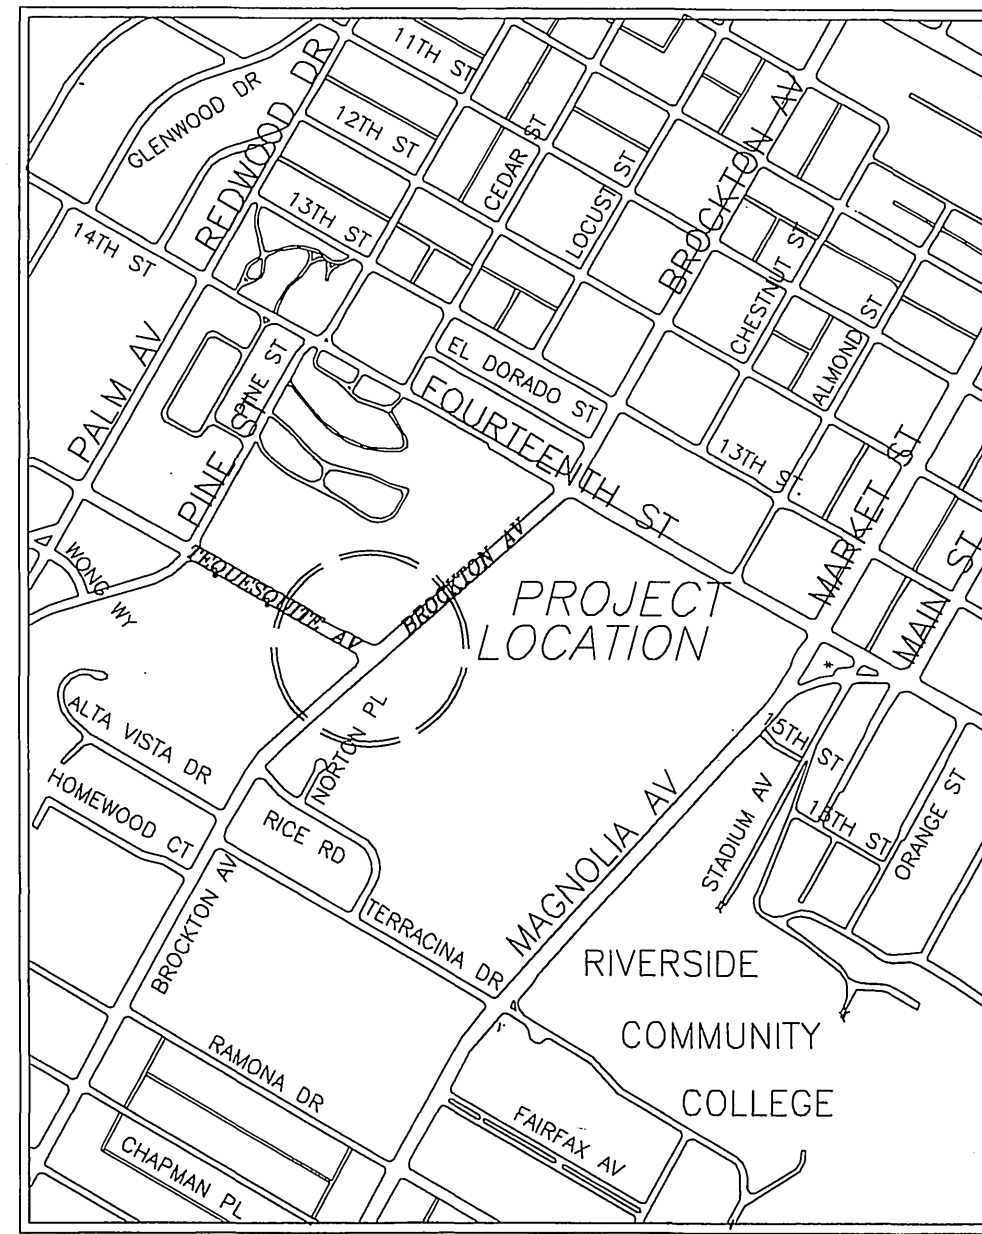 11TH ST
GLENWOOD DR
REDWOOD DR
12TH ST
CEDAR ST
BROCKTON AV
13TH ST
LOCUST ST
14TH ST
CHESTNUT ST
ALMOND ST
PALM AV
PINE ST
EL DORADO ST
FOURTEENTH ST
PINE ST
13TH ST
MARKET ST
MAIN ST
WONG WY
TEQUESQUITE AV
BROCKTON AV
PROJECT
LOCATION
*
ALTA VISTA DR
NORTON PL
15TH ST
HOMEWOOD CT
RICE RD
MAGNOLIA AV
STADIUM AV
ORANGE ST
BROCKTON AV
TERRACINA DR
RIVERSIDE
COMMUNITY
COLLEGE
RAMONA DR
FAIRFAX AV
CHAPMAN PL